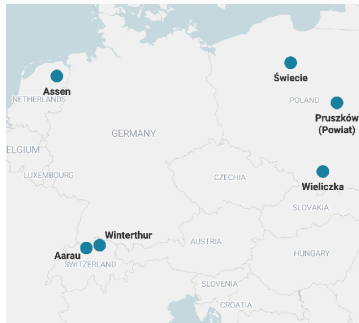 Świecie
Assen
NETHERLANDS
POLAND
Pruszków
(Powiat)
GERMANY
ELGIUM
LUXEMBOURG
CZECHIA
Wieliczka
SLOVAKIA
Winterthur
AUSTRIA
Aarau
SWITZERLAND
HUNGARY
SLOVENIA
CROATIA